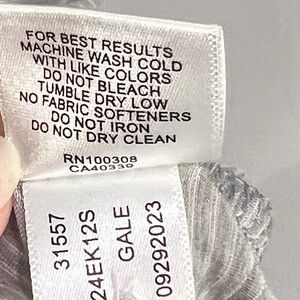 FOR BEST RESULTS
MACHINE WASH COLD
WITH LIKE COLORS
DO NOT BLEACH
TUMBLE DRY LOW
NO FABRIC SOFTENERS
DO NOT IRON
DO NOT DRY CLEAN
RN100308
CA40339
31557
24EK12S
GALE
09292023